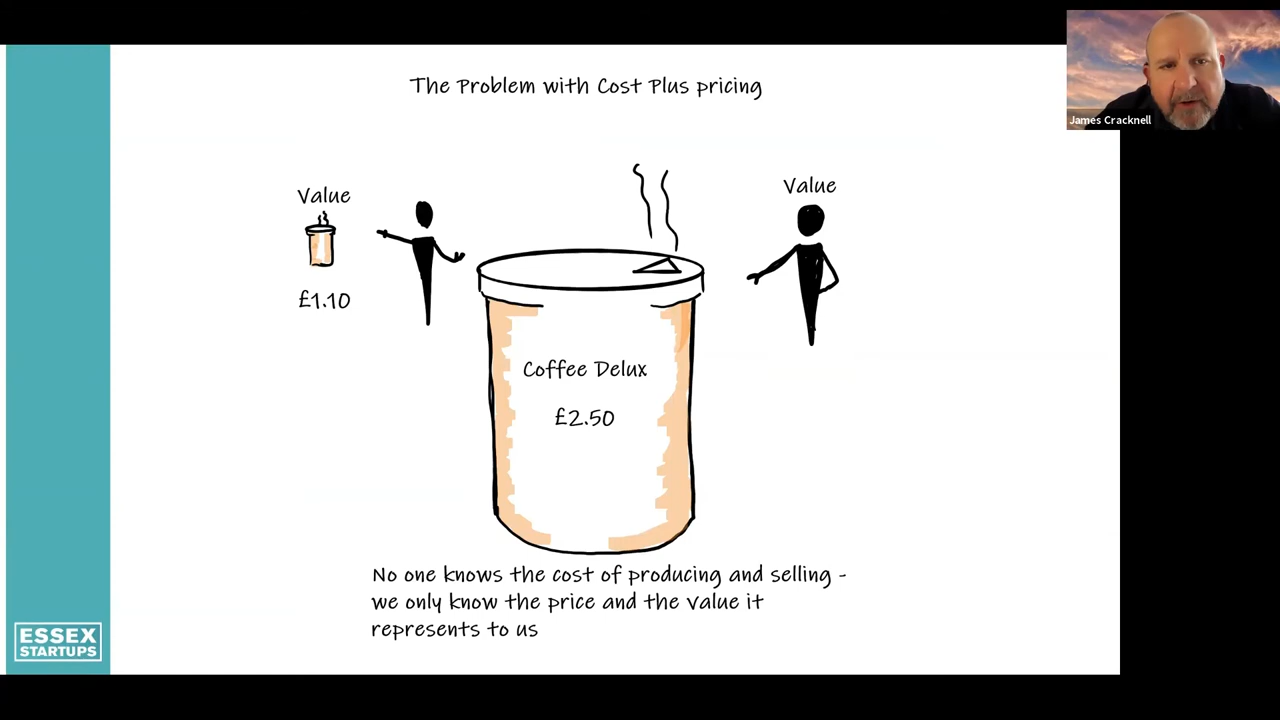 The Problem with Cost Plus pricing
James Cracknell
Value
£1.10
Value
Coffee Delux
£2.50
No one knows the cost of producing and selling -
we only know the price and the value it
represents to us
ESSEX
STARTUPS